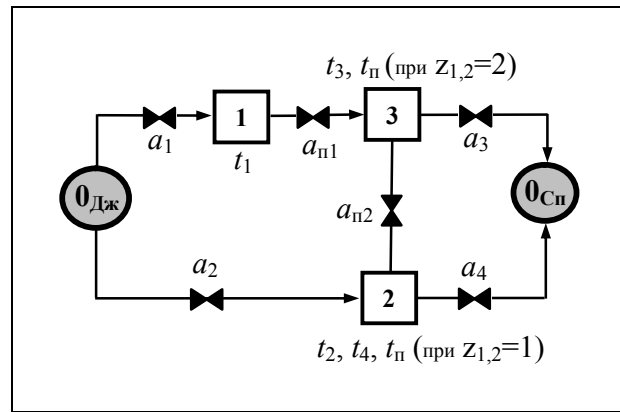 t3, tп (при z1,2=2)
1
3
a1
aп1
a3
t1
0Дж
0Сп
aп2
a2
a4
2
t2, t4, tп (при z1,2=1)